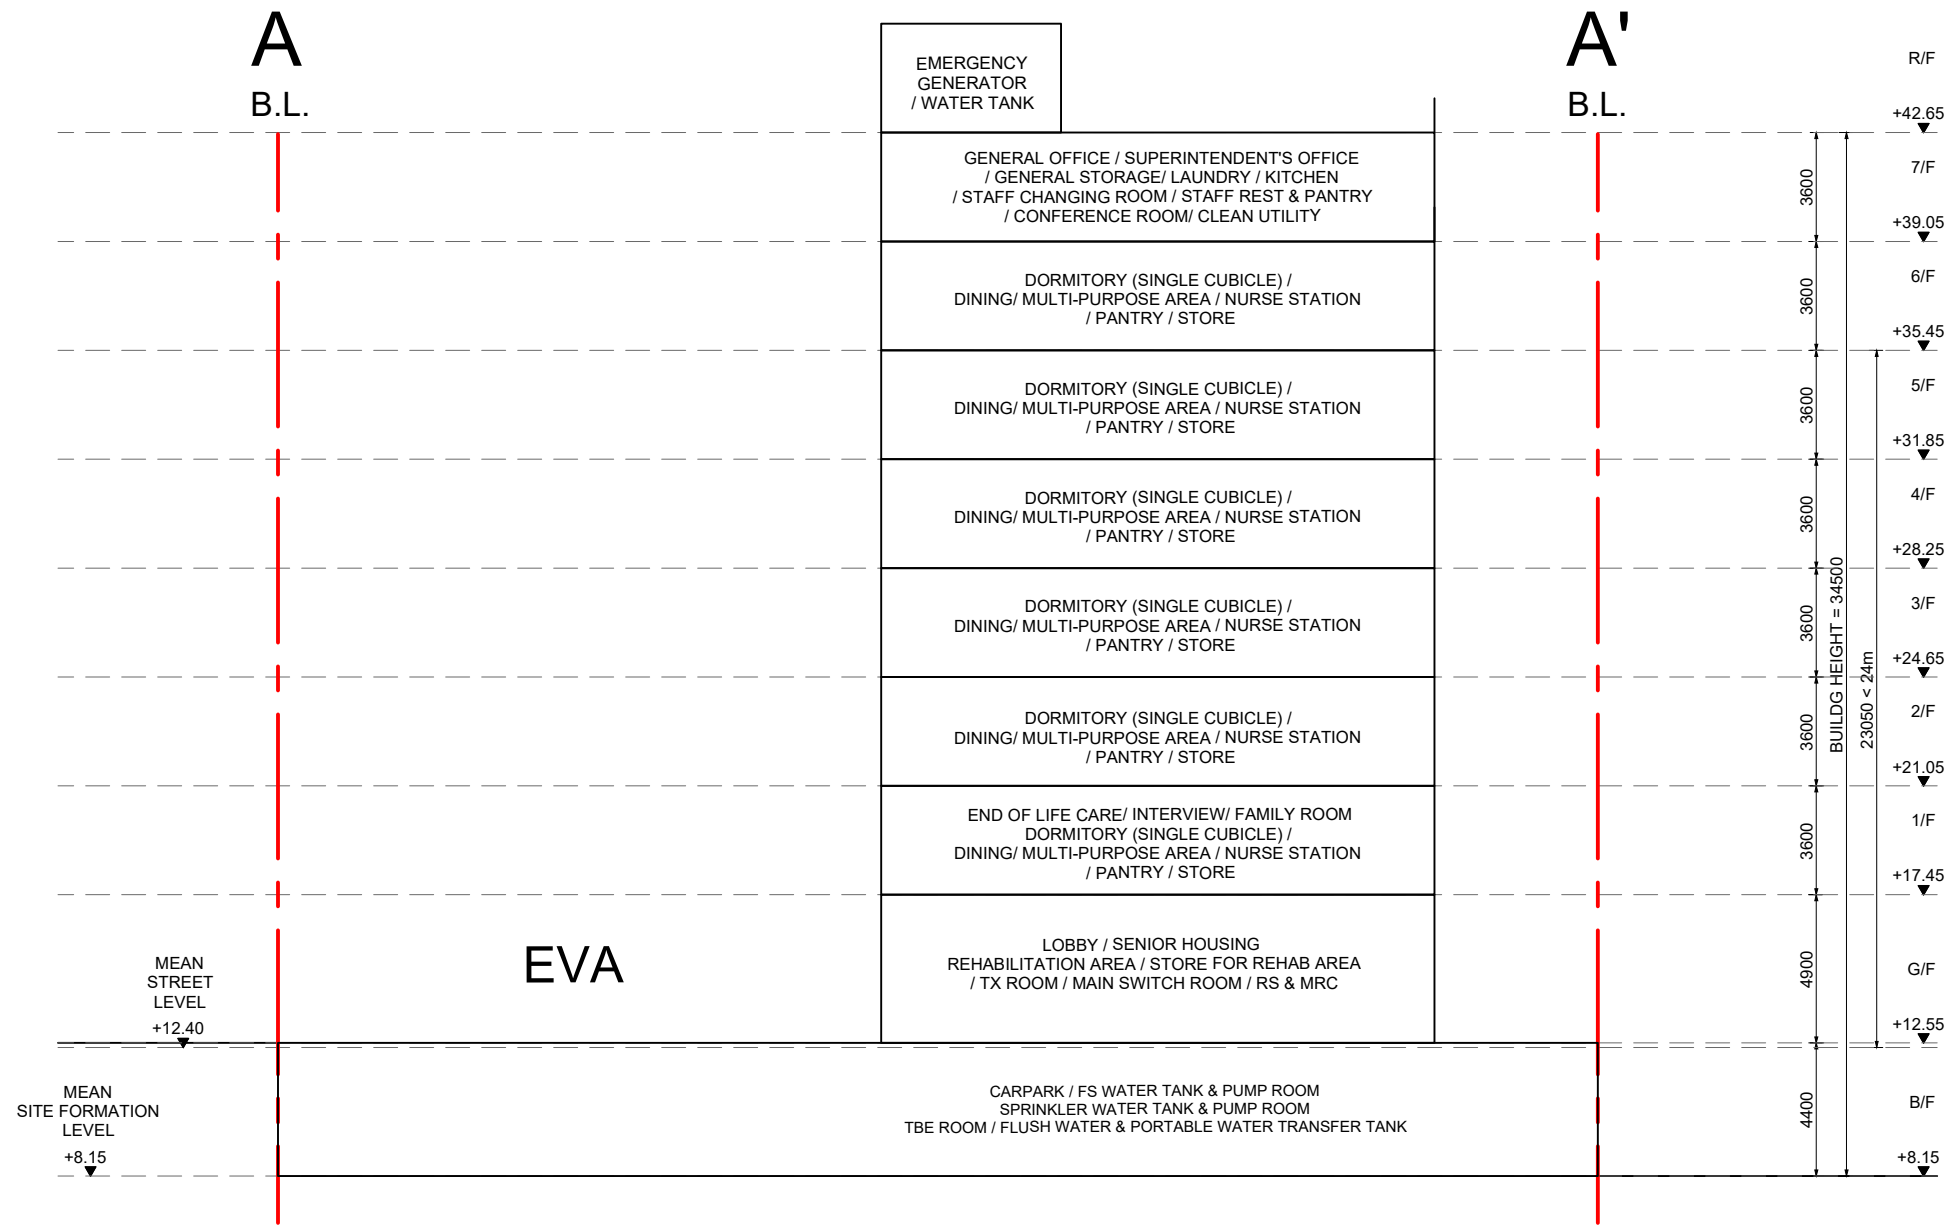 A
A'
B.L.
B.L.
EMERGENCY
GENERATOR
/ WATER TANK
R/F
+42.65
GENERAL OFFICE / SUPERINTENDENT'S OFFICE
/ GENERAL STORAGE/ LAUNDRY / KITCHEN
/ STAFF CHANGING ROOM / STAFF REST & PANTRY
/ CONFERENCE ROOM/ CLEAN UTILITY
3600
7/F
+39.05
DORMITORY (SINGLE CUBICLE) /
DINING/ MULTI-PURPOSE AREA / NURSE STATION
/ PANTRY / STORE
3600
6/F
+35.45
DORMITORY (SINGLE CUBICLE) /
DINING/ MULTI-PURPOSE AREA / NURSE STATION
/ PANTRY / STORE
3600
5/F
+31.85
DORMITORY (SINGLE CUBICLE) /
DINING/ MULTI-PURPOSE AREA / NURSE STATION
/ PANTRY / STORE
3600
4/F
+28.25
DORMITORY (SINGLE CUBICLE) /
DINING/ MULTI-PURPOSE AREA / NURSE STATION
/ PANTRY / STORE
3600
BUILDG HEIGHT = 34500
23050 < 24m
3/F
+24.65
DORMITORY (SINGLE CUBICLE) /
DINING/ MULTI-PURPOSE AREA / NURSE STATION
/ PANTRY / STORE
3600
2/F
+21.05
END OF LIFE CARE/ INTERVIEW/ FAMILY ROOM
DORMITORY (SINGLE CUBICLE) /
DINING/ MULTI-PURPOSE AREA / NURSE STATION
/ PANTRY / STORE
3600
1/F
+17.45
MEAN
STREET
LEVEL
+12.40
EVA
LOBBY / SENIOR HOUSING
REHABILITATION AREA / STORE FOR REHAB AREA
/ TX ROOM / MAIN SWITCH ROOM / RS & MRC
4900
G/F
+12.55
MEAN
SITE FORMATION
LEVEL
+8.15
CARPARK / FS WATER TANK & PUMP ROOM
SPRINKLER WATER TANK & PUMP ROOM
TBE ROOM / FLUSH WATER & PORTABLE WATER TRANSFER TANK
4400
B/F
+8.15